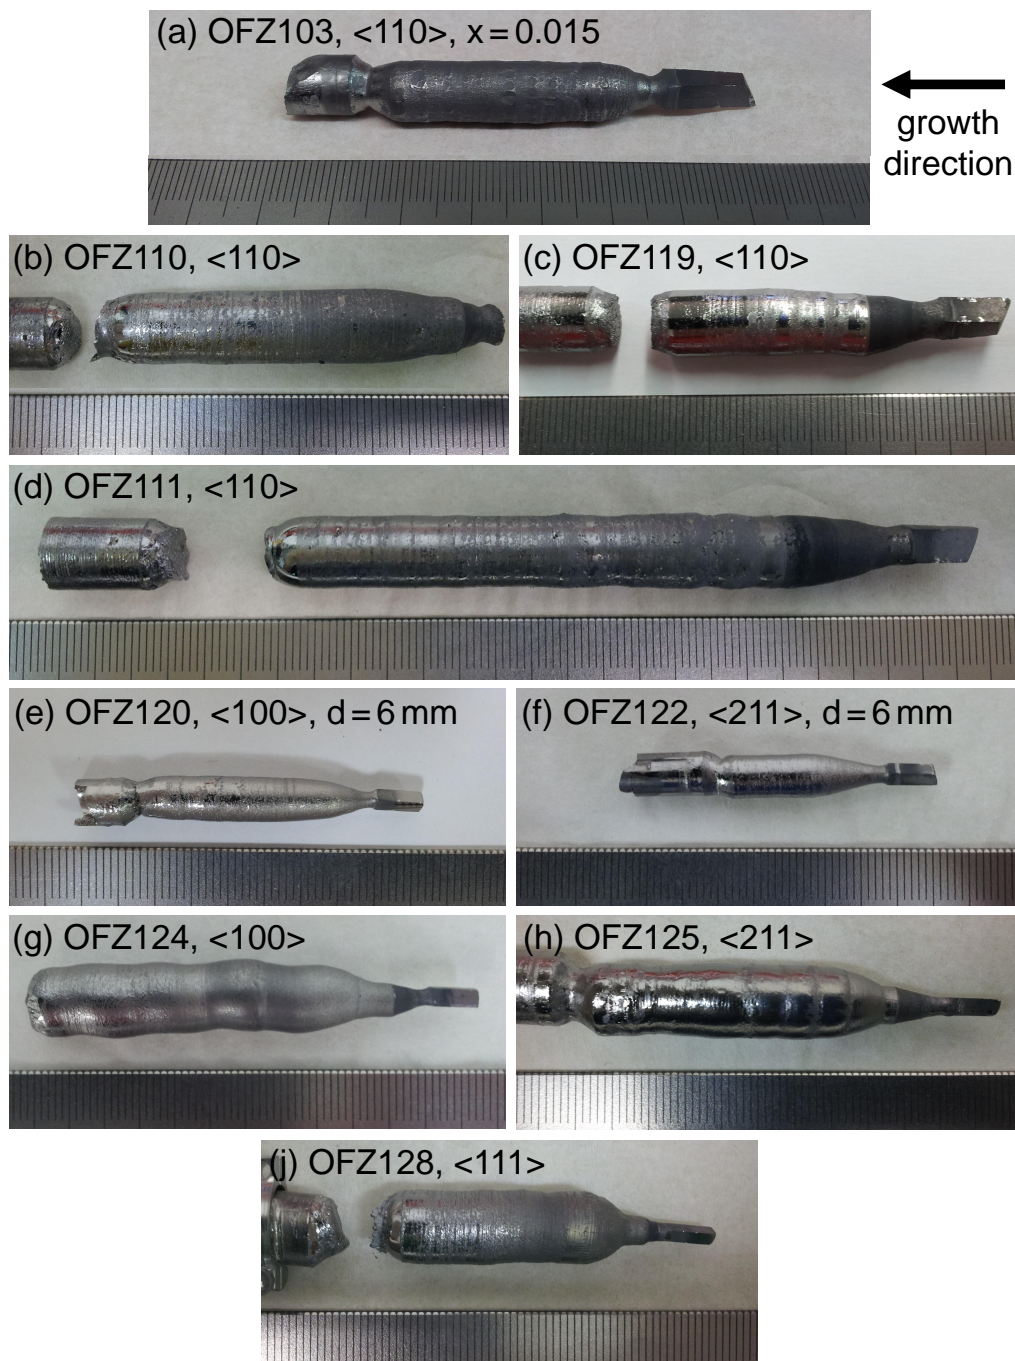 (a) OFZ103, <110>, x = 0.015
growth
direction
(b) OFZ110, <110>
(c) OFZ119, <110>
(d) OFZ111, <110>
(e) OFZ120, <100>, d = 6 mm
(f) OFZ122, <211>, d = 6 mm
(g) OFZ124, <100>
(h) OFZ125, <211>
(j) OFZ128, <111>